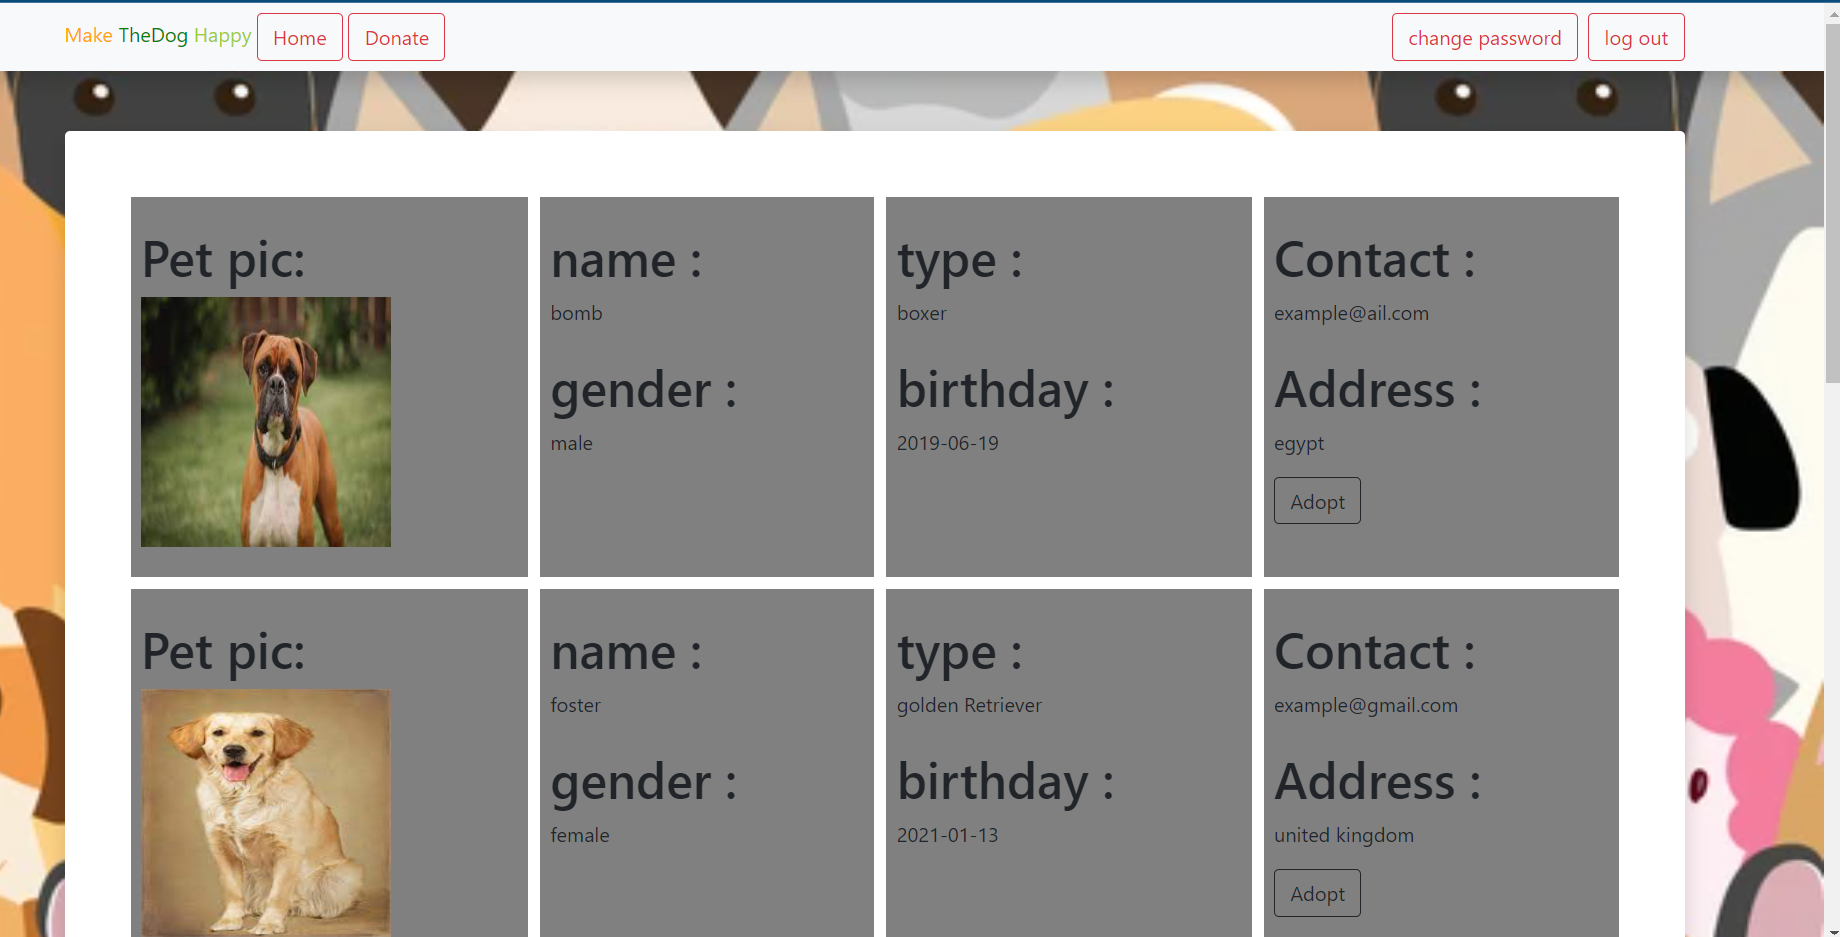 Make TheDog Happy Home Donate change password log out
Pet pic: name : type : Contact :
bomb boxer example@ail.com
gender : birthday : Address :
male 2019-06-19 egypt
Adopt
Pet pic: name : type : Contact :
foster golden Retriever example@gmail.com
gender : birthday : Address :
female 2021-01-13 united kingdom
Adopt